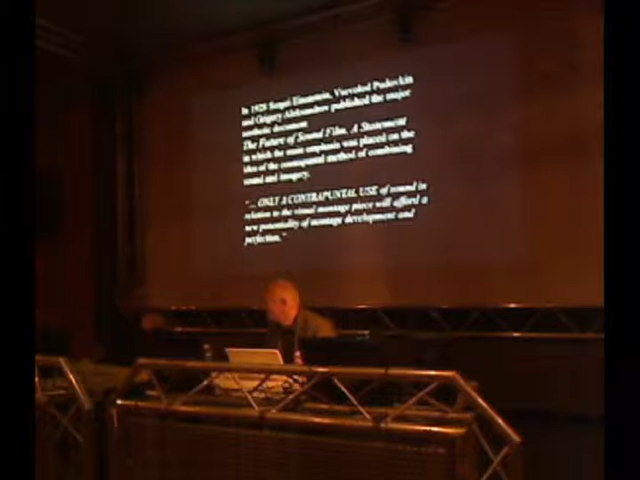 In 1928 Sergei Eisenstein, Vsevolod Pudovkin
and Grigory Aleksandrov published the major
aesthetic document
The Future of Sound Film. A Statement
in which the main emphasis was placed on the
idea of the contrapuntal method of combining
sound and imagery.
"... ONLY A CONTRAPUNTAL USE of sound in
relation to the visual montage piece will afford a
new potentiality of montage development and
perfection."